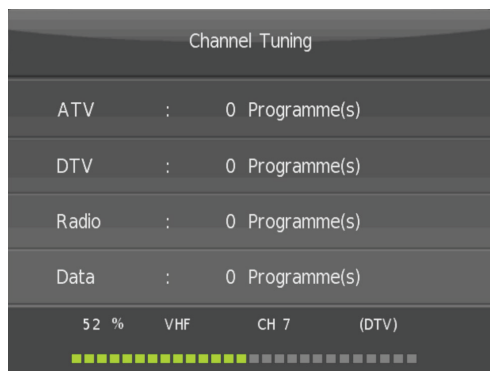 Channel Tuning
ATV : 0 Programme(s)
DTV : 0 Programme(s)
Radio : 0 Programme(s)
Data : 0 Programme(s)
52 % VHF CH 7 (DTV)